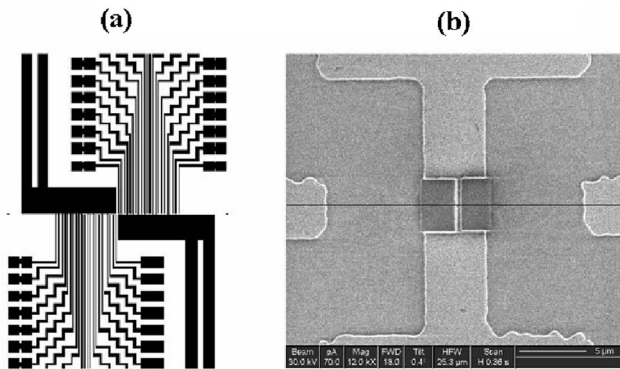 (a)
(b)
Beam pA Mag FWD Tilt HFW Scan 5 µm
30.0 kV 70.0 12.0 kX 18.0 0.4° 25.3 µm H 0.36 s